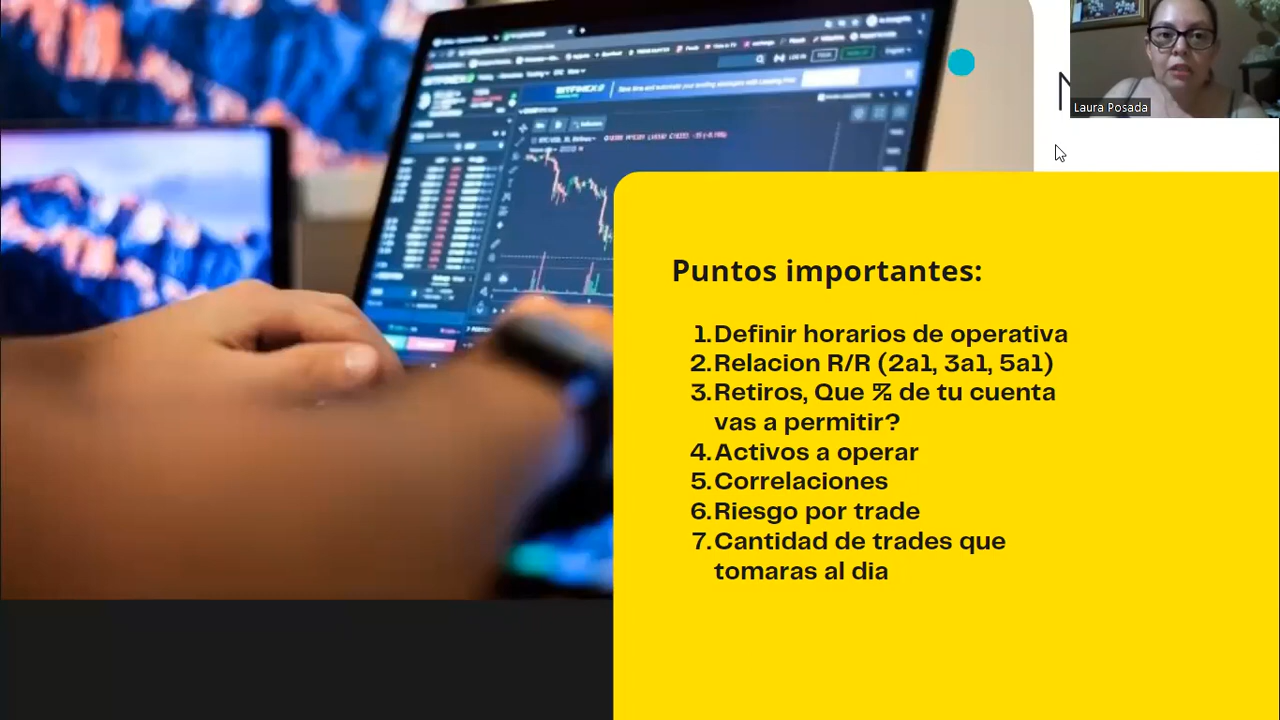 BITFINEX
Laura Posada
Puntos importantes:
1.Definir horarios de operativa
2.Relacion R/R (2a1, 3a1, 5a1)
3.Retiros, Que % de tu cuenta
vas a permitir?
4.Activos a operar
5.Correlaciones
6.Riesgo por trade
7.Cantidad de trades que
tomaras al dia